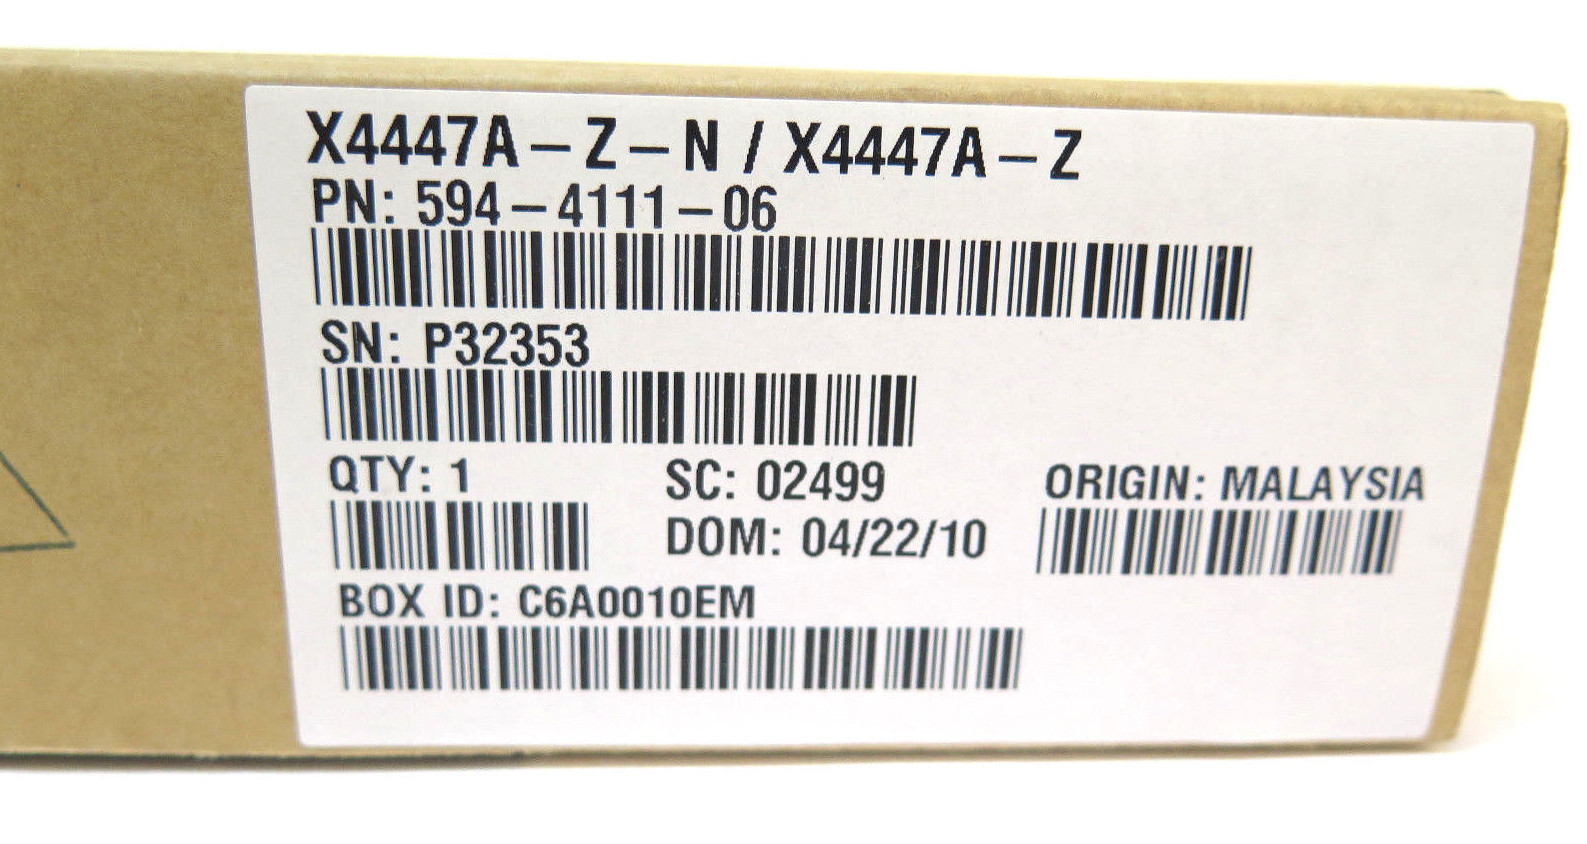 X4447A-Z-N / X4447A-Z
PN: 594-4111-06
SN: P32353
QTY: 1 SC: 02499 ORIGIN: MALAYSIA
DOM: 04/22/10
BOX ID: C6A0010EM